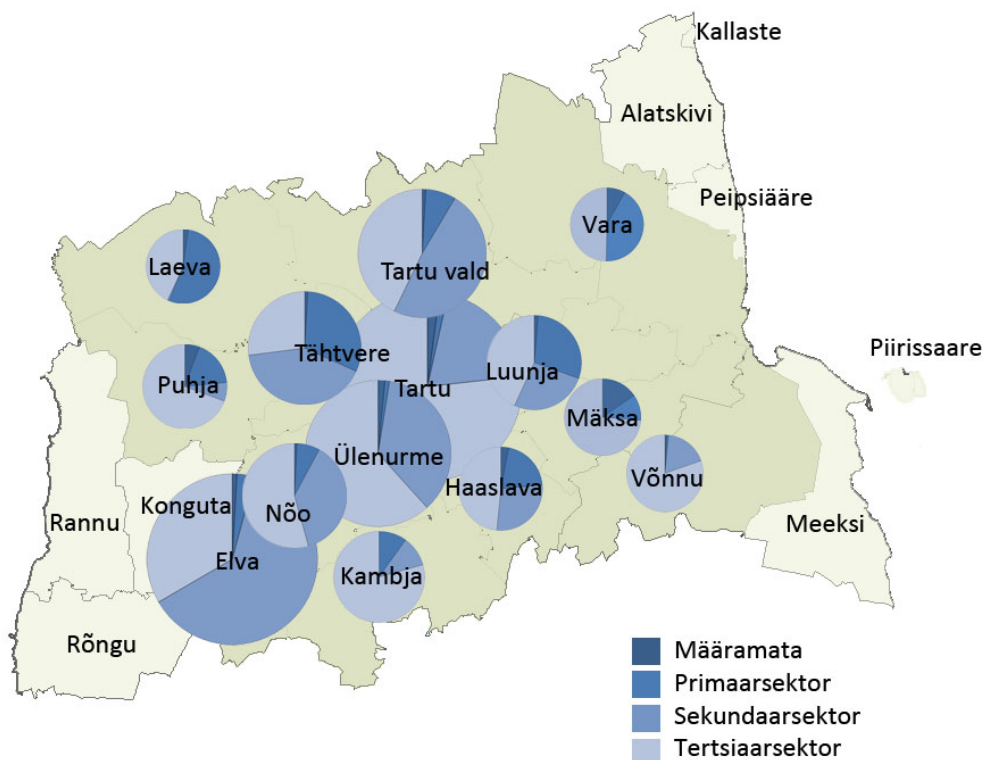 Kallaste
Alatskivi
Peipsiääre
Vara
Laeva
Tartu vald
Piirissaare
Tähtvere
Luunja
Puhja
Tartu
Mäksa
Ülenurme
Võnnu
Haaslava
Konguta
Nõo
Rannu
Meeksi
Elva
Kambja
Rõngu
Määramata
Primaarsektor
Sekundaarsektor
Tertsiaarsektor